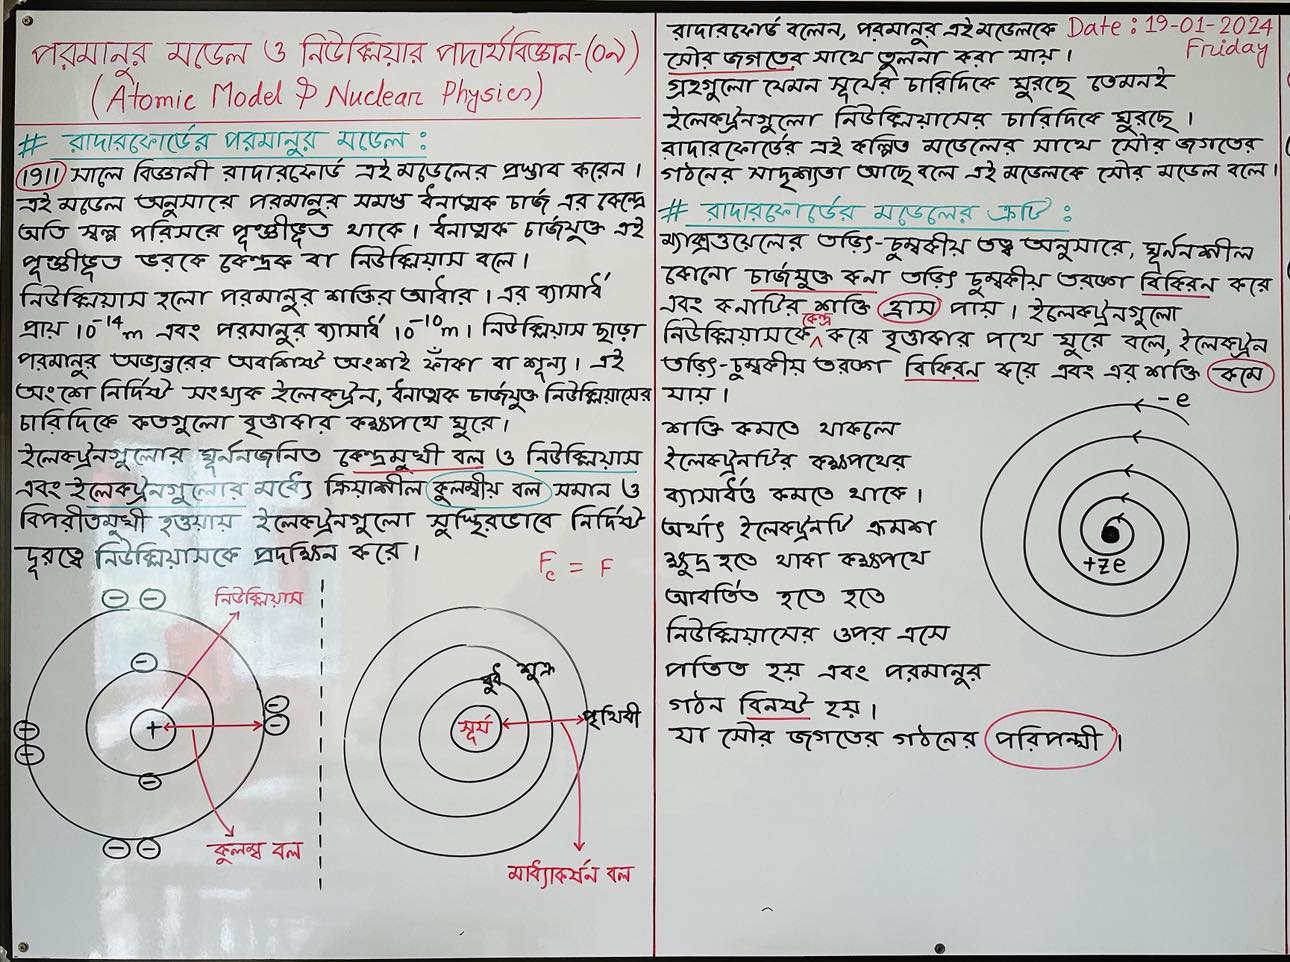 পরমানুর মডেল ও নিউক্লিয়ার পদার্থবিজ্ঞান-(০৯)
(Atomic Model & Nuclear Physics)
# রাদারফোর্ডের পরমানুর মডেল :
1911 সালে বিজ্ঞানী রাদারফোর্ড এই মডেলের প্রস্তাব করেন।
এই মডেল অনুসারে পরমানুর সমস্ত ধনাত্মক চার্জ এর কেন্দ্রে
অতি স্বল্প পরিসরে পূঞ্জীভূত থাকে। ধনাত্মক চার্জযুক্ত এই
পূঞ্জীভূত ভরকে কেন্দ্রক বা নিউক্লিয়াস বলে।
নিউক্লিয়াস হলো পরমানুর শক্তির আধার। এর ব্যাসার্ধ
প্রায় 10⁻¹⁴m এবং পরমানুর ব্যাসার্ধ 10⁻¹⁰m। নিউক্লিয়াস ছাড়া
পরমানুর অভ্যন্তরের অবশিষ্ট অংশই ফাঁকা বা শূন্য। এই
অংশে নির্দিষ্ট সংখ্যক ইলেকট্রন, ধনাত্মক চার্জযুক্ত নিউক্লিয়াসের
চারিদিকে কতগুলো বৃত্তাকার কক্ষপথে ঘুরে।
ইলেকট্রনগুলোর ঘূর্ননজনিত কেন্দ্রমুখী বল ও নিউক্লিয়াস
এবং ইলেকট্রনগুলোর মধ্যে ক্রিয়াশীল কুলম্বীয় বল সমান ও
বিপরীতমুখী হওয়ায় ইলেকট্রনগুলো সুস্থিরভাবে নির্দিষ্ট
দূরত্বে নিউক্লিয়াসকে প্রদক্ষিন করে।
F_c = F
নিউক্লিয়াস
+
কুলম্ব বল
সূর্য
বুধ
শুক্র
পৃথিবী
মাধ্যাকর্ষন বল
Date : 19-01-2024
Friday
রাদারফোর্ড বলেন, পরমানুর এই মডেলকে
সৌর জগতের সাথে তুলনা করা যায়।
গ্রহগুলো যেমন সূর্যের চারিদিকে ঘুরছে তেমনই
ইলেকট্রনগুলো নিউক্লিয়াসের চারিদিকে ঘুরছে।
রাদারফোর্ডের এই কল্পিত মডেলের সাথে সৌর জগতের
গঠনের সাদৃশ্যতা আছে বলে এই মডেলকে সৌর মডেল বলে।
# রাদারফোর্ডের মডেলের ত্রুটি :
ম্যাক্সওয়েলের তড়িৎ-চুম্বকীয় তত্ত্ব অনুসারে, ঘূর্ননশীল
কোনো চার্জযুক্ত কনা তড়িৎ চুম্বকীয় তরঙ্গ বিকিরন করে
এবং কনাটির শক্তি হ্রাস পায়। ইলেকট্রনগুলো
নিউক্লিয়াসকে কেন্দ্র করে বৃত্তাকার পথে ঘুরে বলে, ইলেকট্রন
তড়িৎ-চুম্বকীয় তরঙ্গ বিকিরন করে এবং এর শক্তি কমে
যায়।
শক্তি কমতে থাকলে
ইলেকট্রনটির কক্ষপথের
ব্যাসার্ধও কমতে থাকে।
অর্থাৎ ইলেকট্রনটি ক্রমশ
ক্ষুদ্র হতে থাকা কক্ষপথে
আবর্তিত হতে হতে
নিউক্লিয়াসের ওপর এসে
পতিত হয় এবং পরমানুর
গঠন বিনষ্ট হয়।
যা সৌর জগতের গঠনের পরিপন্থী।
-e
+ze